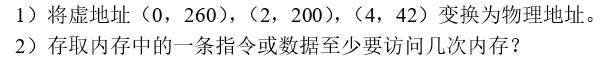 1）将虚地址（0，260），（2，200），（4，42）变换为物理地址。
2）存取内存中的一条指令或数据至少要访问几次内存？